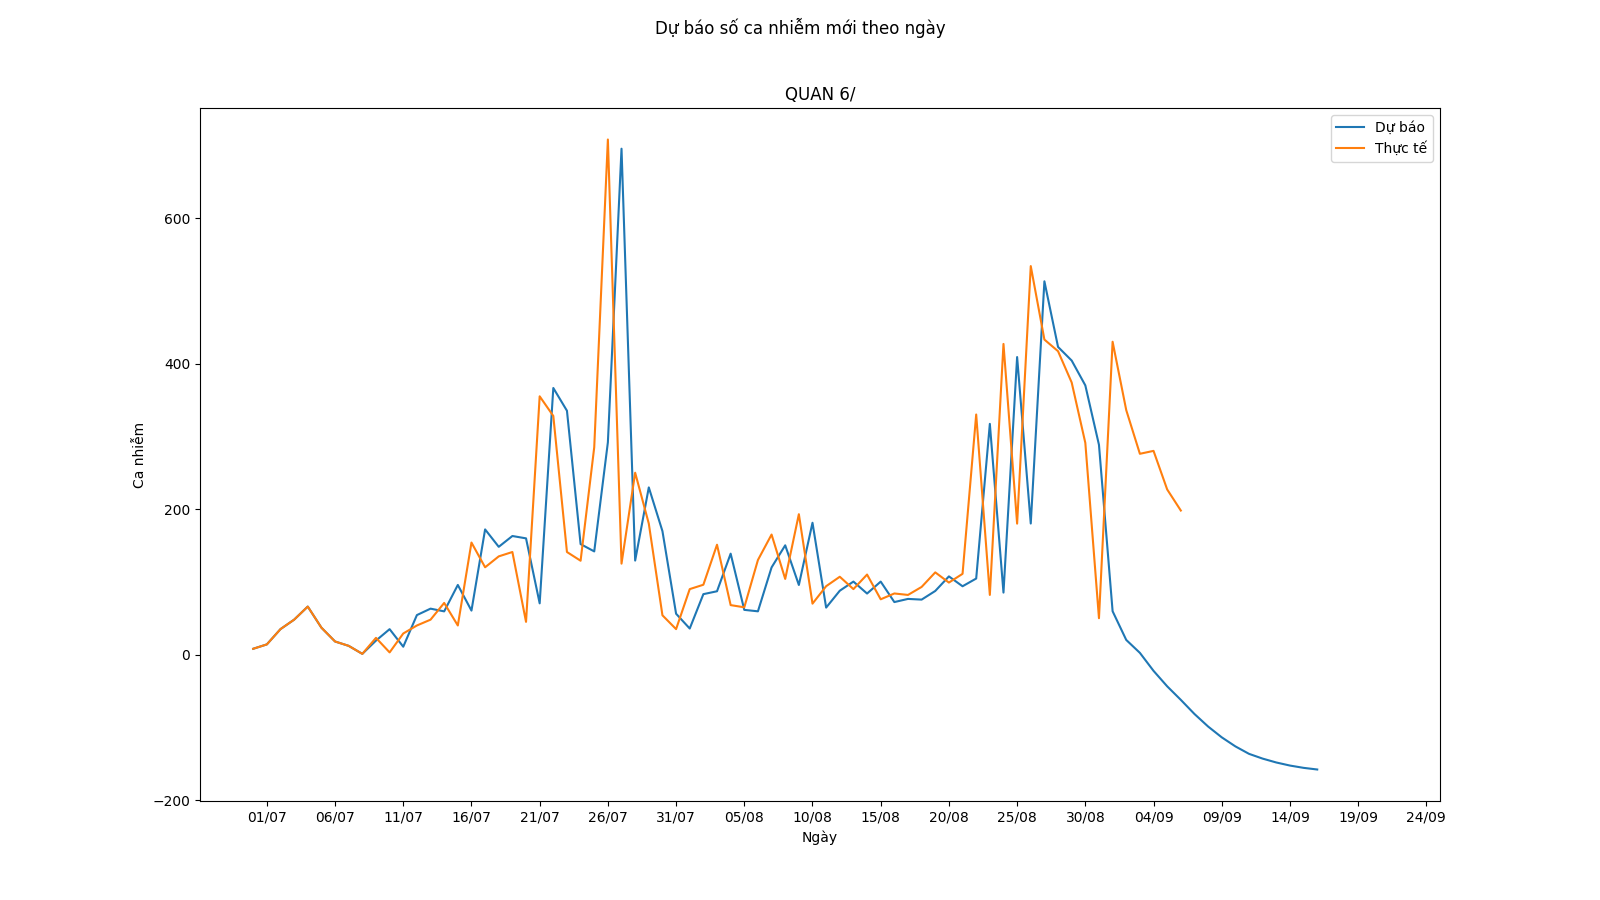 Dự báo số ca nhiễm mới theo ngày
QUAN 6/
Dự báo
Thực tế
600
400
200
0
−200
Ca nhiễm
01/07 06/07 11/07 16/07 21/07 26/07 31/07 05/08 10/08 15/08 20/08 25/08 30/08 04/09 09/09 14/09 19/09 24/09
Ngày